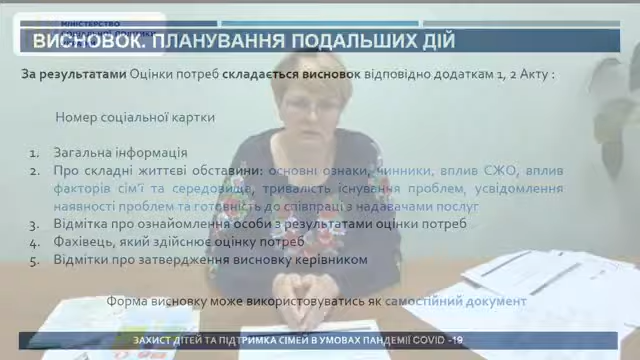 МІНІСТЕРСТВО
СОЦІАЛЬНОЇ ПОЛІТИКИ
ВИСНОВОК. ПЛАНУВАННЯ ПОДАЛЬШИХ ДІЙ
За результатами Оцінки потреб складається висновок відповідно додаткам 1, 2 Акту :
Номер соціальної картки
1. Загальна інформація
2. Про складні життєві обставини: основні ознаки, чинники, вплив СЖО, вплив
факторів сім'ї та середовища, тривалість існування проблем, усвідомлення
наявності проблем та готовність до співпраці з надавачами послуг
3. Відмітка про ознайомлення особи з результатами оцінки потреб
4. Фахівець, який здійснює оцінку потреб
5. Відмітки про затвердження висновку керівником
Форма висновку може використовуватись як самостійний документ
ЗАХИСТ ДІТЕЙ ТА ПІДТРИМКА СІМЕЙ В УМОВАХ ПАНДЕМІЇ COVID -19